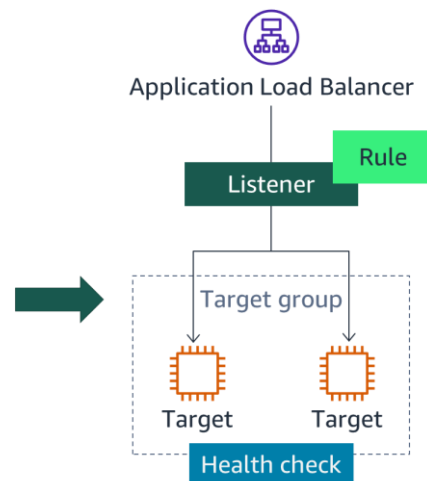 Application Load Balancer
Rule
Listener
Target group
Target Target
Health check